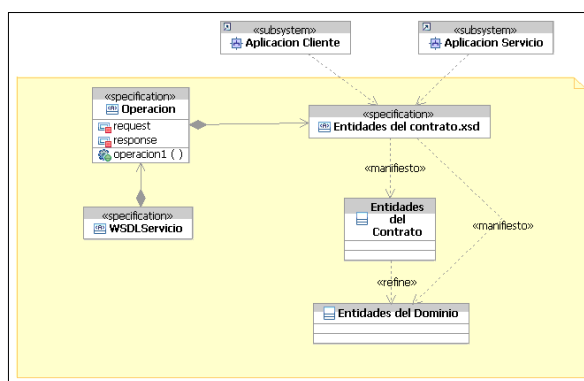 «subsystem»
Aplicacion Cliente
«subsystem»
Aplicacion Servicio
«specification»
Operacion
request
response
operacion1 ( )
«specification»
Entidades del contrato.xsd
«manifiesto»
«manifiesto»
«specification»
WSDLServicio
Entidades
del
Contrato
«refine»
Entidades del Dominio